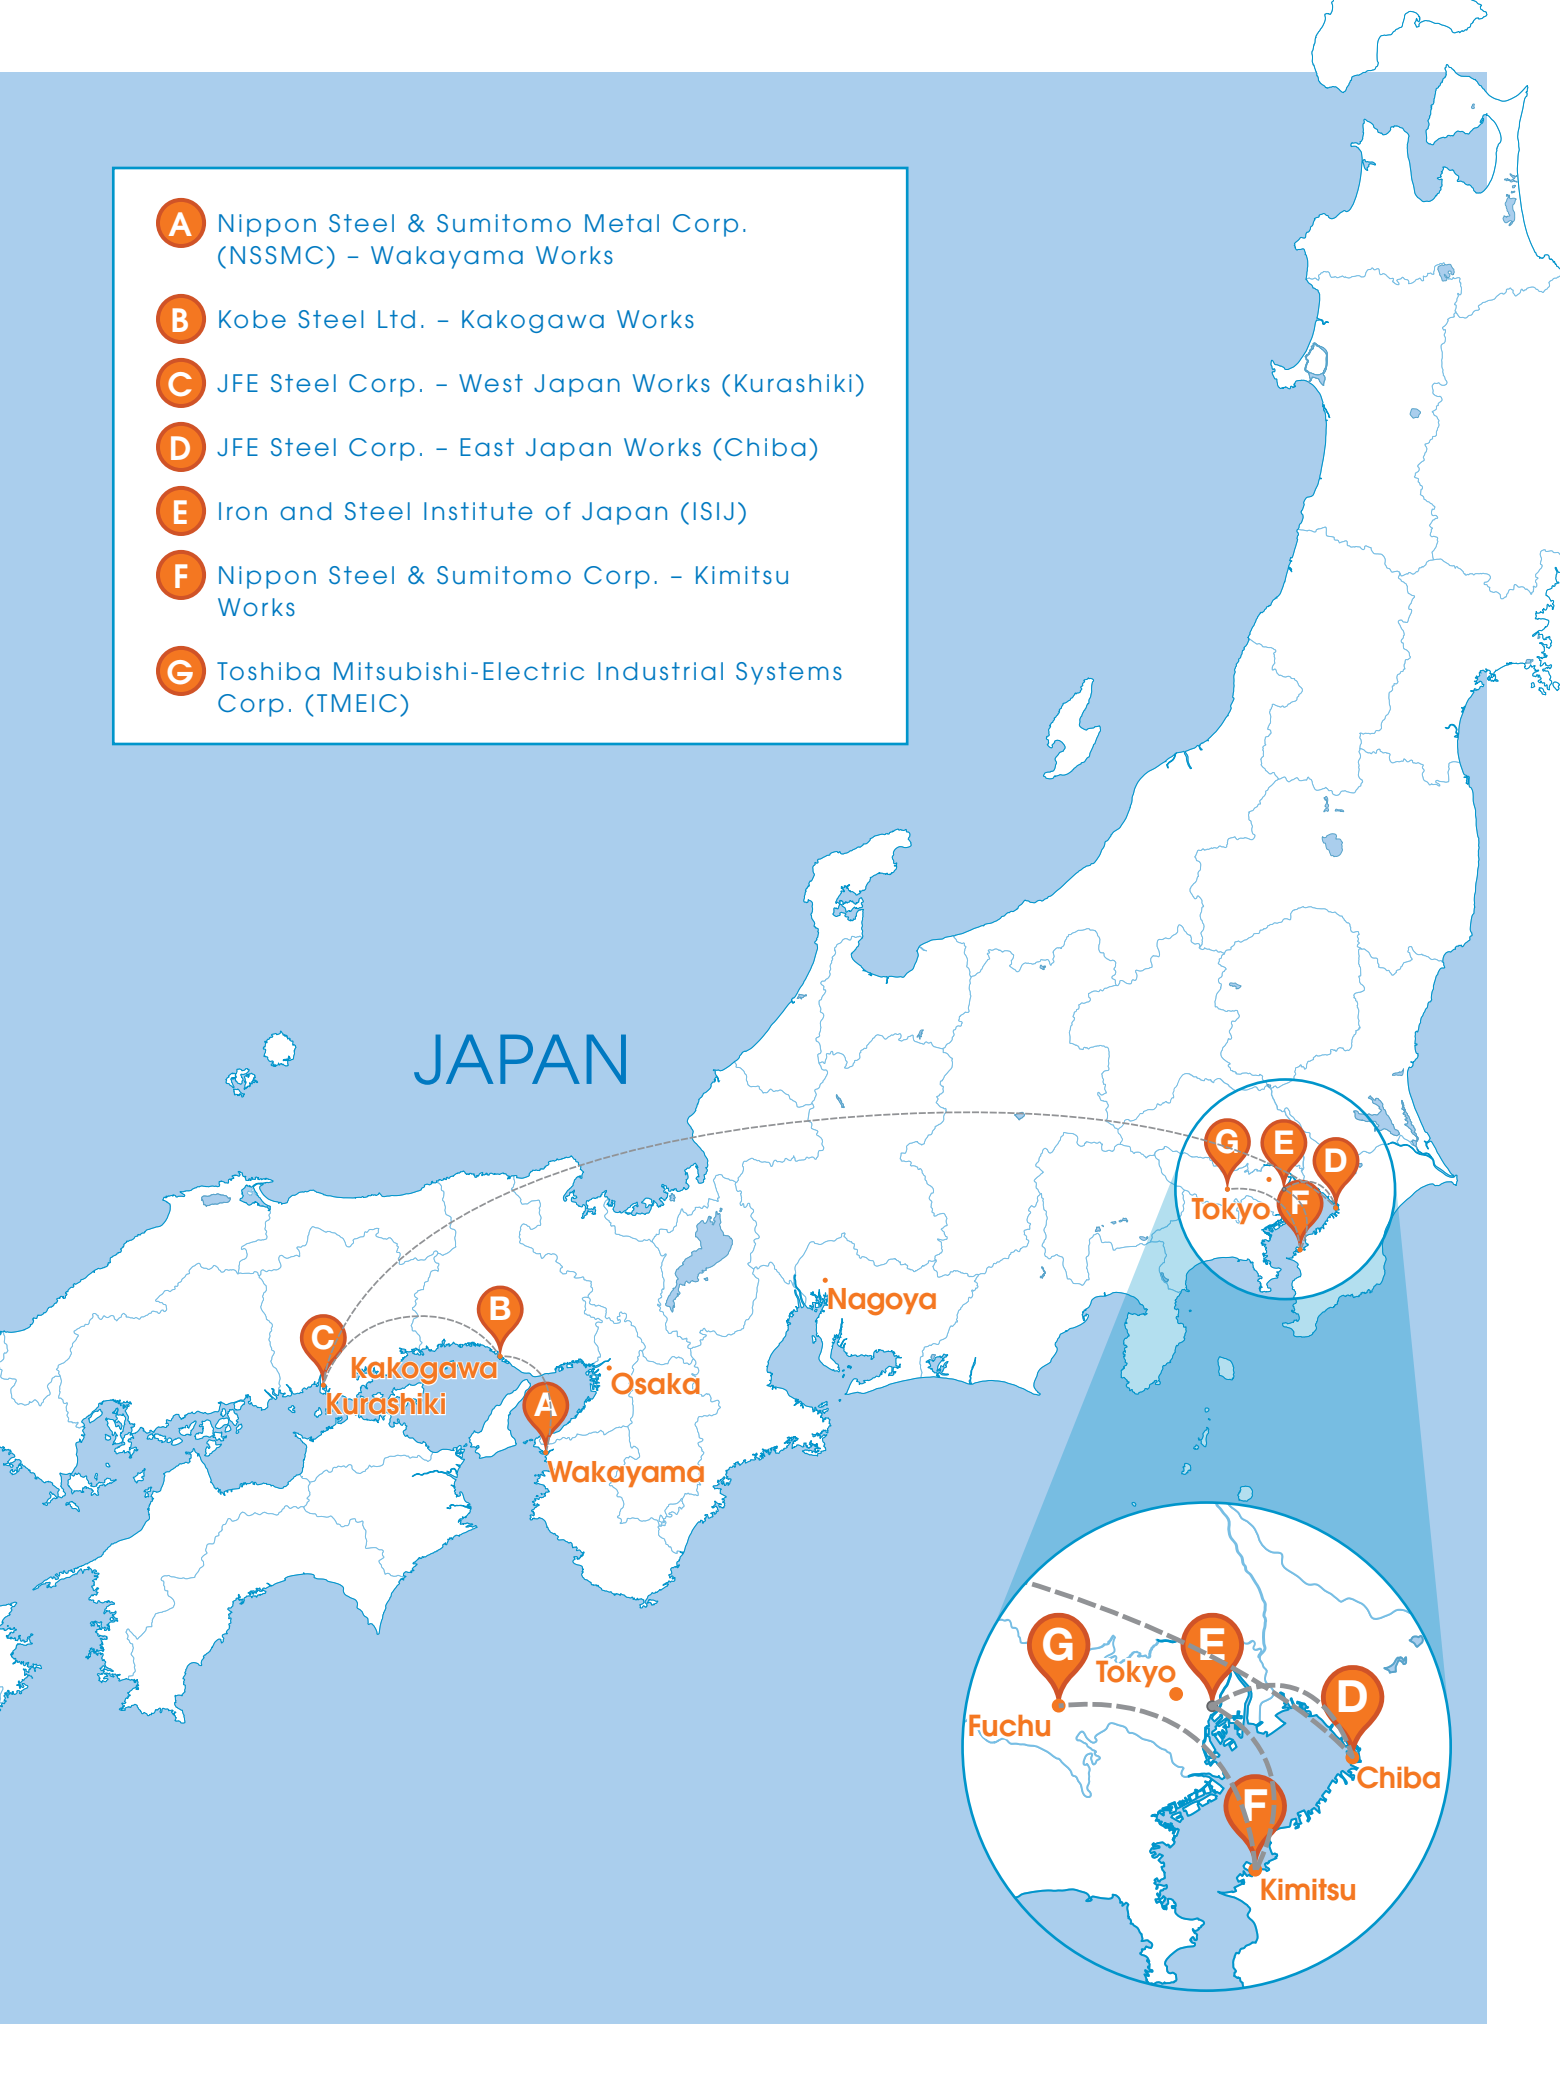 A Nippon Steel & Sumitomo Metal Corp.
(NSSMC) – Wakayama Works
B Kobe Steel Ltd. – Kakogawa Works
C JFE Steel Corp. – West Japan Works (Kurashiki)
D JFE Steel Corp. – East Japan Works (Chiba)
E Iron and Steel Institute of Japan (ISIJ)
F Nippon Steel & Sumitomo Corp. – Kimitsu
Works
G Toshiba Mitsubishi-Electric Industrial Systems
Corp. (TMEIC)
JAPAN
G
E
D
F
Tokyo
Nagoya
B
C
Kakogawa
Kurashiki
Osaka
A
Wakayama
G
E
Tokyo
D
Fuchu
Chiba
F
Kimitsu